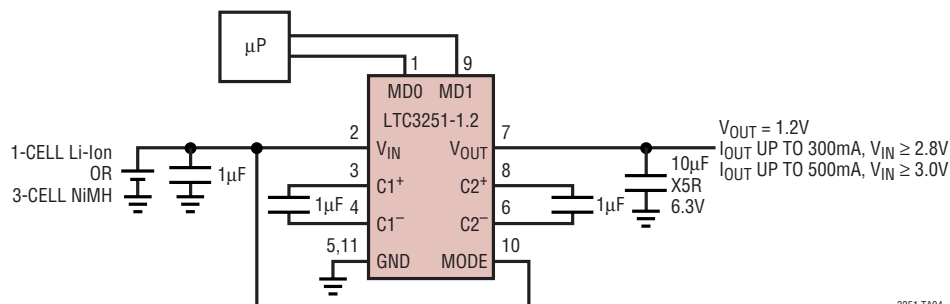 μP
1
9
MD0 MD1
LTC3251-1.2
1-CELL Li-Ion
OR
3-CELL NiMH
1μF
2
VIN
VOUT
7
VOUT = 1.2V
IOUT UP TO 300mA, VIN ≥ 2.8V
IOUT UP TO 500mA, VIN ≥ 3.0V
10μF
X5R
6.3V
1μF
3
C1+
C2+
8
4
C1–
C2–
6
1μF
5,11
GND
MODE
10
3251 TA04